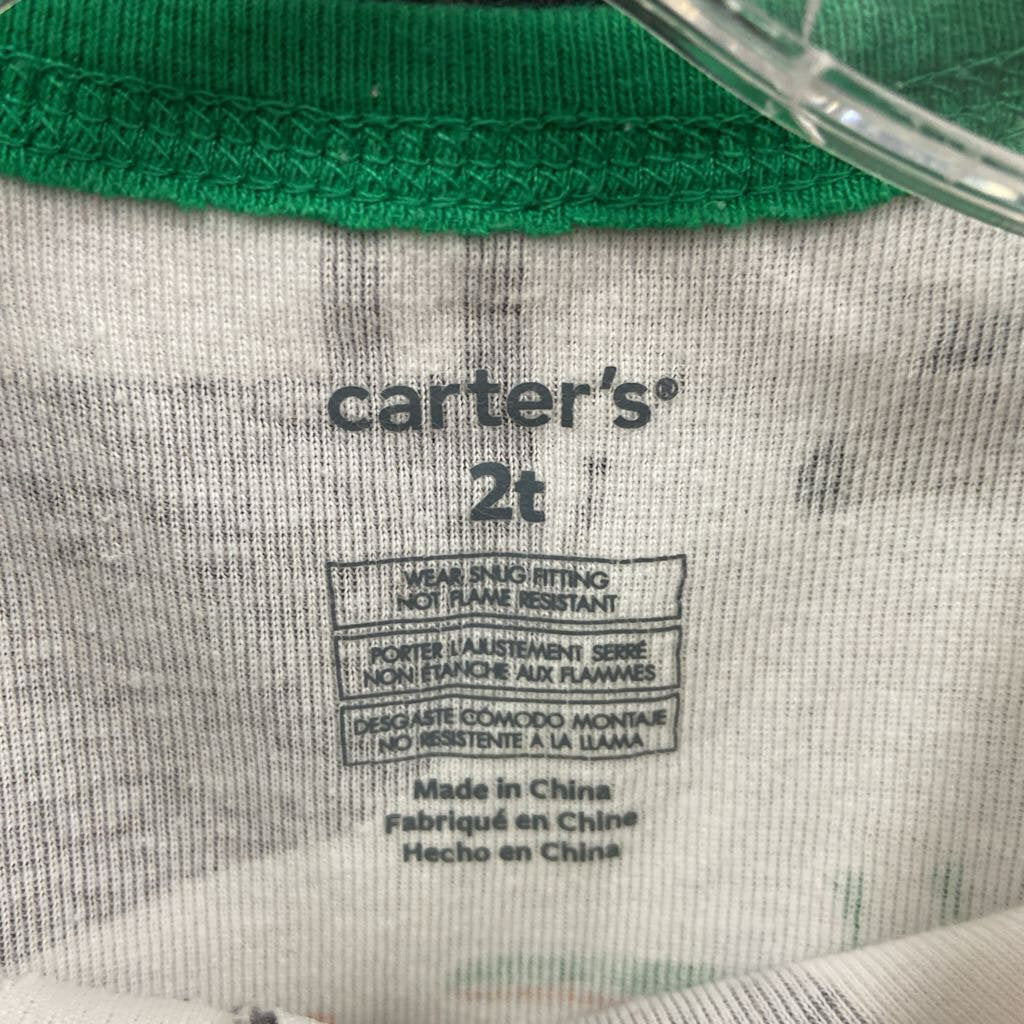 carter's®
2t
WEAR SNUG FITTING
NOT FLAME RESISTANT
PORTER L'AJUSTEMENT SERRÉ
NON ÉTANCHE AUX FLAMMES
DESGASTE CÓMODO MONTAJE
NO RESISTENTE A LA LLAMA
Made in China
Fabriqué en Chine
Hecho en China